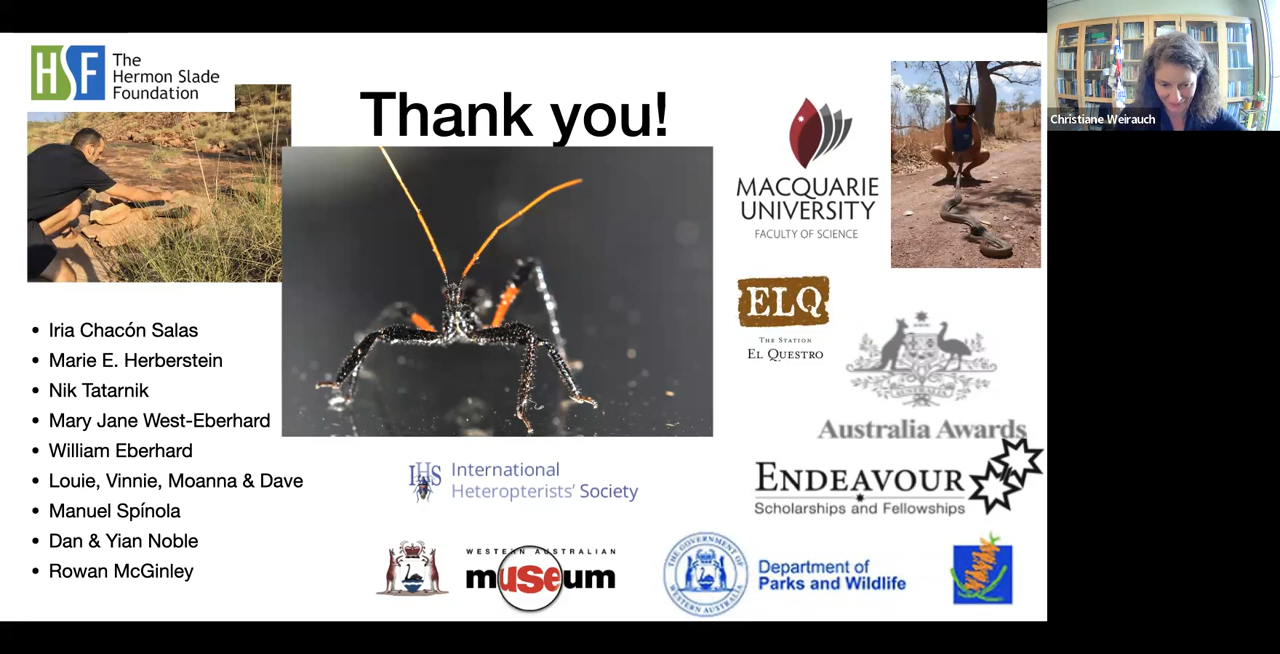 HSF
The
Hermon Slade
Foundation
Thank you!
MACQUARIE
UNIVERSITY
FACULTY OF SCIENCE
Christiane Weirauch
ELQ
THE STATION
EL QUESTRO
• Iria Chacón Salas
• Marie E. Herberstein
• Nik Tatarnik
• Mary Jane West-Eberhard
• William Eberhard
• Louie, Vinnie, Moanna & Dave
• Manuel Spínola
• Dan & Yian Noble
• Rowan McGinley
AUSTRALIA
Australia Awards
ENDEAVOUR
Scholarships and Fellowships
IHS
International
Heteropterists' Society
WESTERN AUSTRALIAN
museum
THE GOVERNMENT OF
WESTERN AUSTRALIA
Department of
Parks and Wildlife